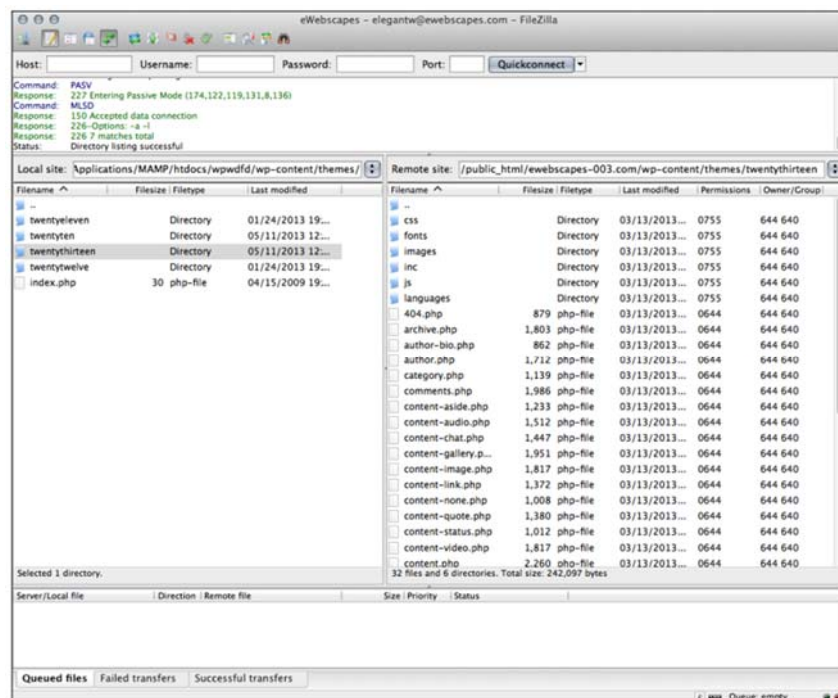 eWebscapes – elegantw@ewebscapes.com – FileZilla
Host: Username: Password: Port: Quickconnect
Command: PASV
Response: 227 Entering Passive Mode (174,122,119,131,8,136)
Command: MLSD
Response: 150 Accepted data connection
Response: 226-Options: -a -l
Response: 226 7 matches total
Status: Directory listing successful
Local site: Applications/MAMP/htdocs/wpwdfd/wp-content/themes/
Filename Filesize Filetype Last modified
..
twentyeleven Directory 01/24/2013 19:...
twentyten Directory 05/11/2013 12:...
twentythirteen Directory 05/11/2013 12:...
twentytwelve Directory 01/24/2013 19:...
index.php 30 php-file 04/15/2009 19:...
Selected 1 directory.
Remote site: /public_html/ewebscapes-003.com/wp-content/themes/twentythirteen
Filename Filesize Filetype Last modified Permissions Owner/Group
..
css Directory 03/13/2013... 0755 644 640
fonts Directory 03/13/2013... 0755 644 640
images Directory 03/13/2013... 0755 644 640
inc Directory 03/13/2013... 0755 644 640
js Directory 03/13/2013... 0755 644 640
languages Directory 03/13/2013... 0755 644 640
404.php 879 php-file 03/13/2013... 0644 644 640
archive.php 1,803 php-file 03/13/2013... 0644 644 640
author-bio.php 862 php-file 03/13/2013... 0644 644 640
author.php 1,712 php-file 03/13/2013... 0644 644 640
category.php 1,139 php-file 03/13/2013... 0644 644 640
comments.php 1,986 php-file 03/13/2013... 0644 644 640
content-aside.php 1,233 php-file 03/13/2013... 0644 644 640
content-audio.php 1,512 php-file 03/13/2013... 0644 644 640
content-chat.php 1,447 php-file 03/13/2013... 0644 644 640
content-gallery.p... 1,951 php-file 03/13/2013... 0644 644 640
content-image.php 1,817 php-file 03/13/2013... 0644 644 640
content-link.php 1,372 php-file 03/13/2013... 0644 644 640
content-none.php 1,008 php-file 03/13/2013... 0644 644 640
content-quote.php 1,380 php-file 03/13/2013... 0644 644 640
content-status.php 1,012 php-file 03/13/2013... 0644 644 640
content-video.php 1,817 php-file 03/13/2013... 0644 644 640
content.php 2,260 php-file 03/13/2013... 0644 644 640
32 files and 6 directories. Total size: 242,097 bytes
Server/Local file Direction Remote file Size Priority Status
Queued files Failed transfers Successful transfers
Queue: empty